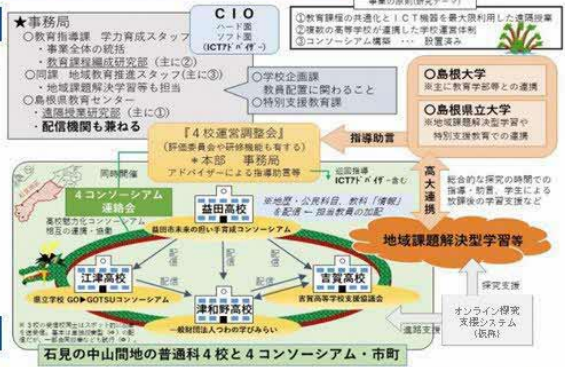 事業の原則(研究テーマ)
①教育課程の共通化とＩＣＴ機器を最大限利用した遠隔授業
②複数の高等学校が連携した学校運営体制
③コンソーシアム構築 ･･･ 設置済み
★事務局
○教育指導課 学力育成スタッフ
・事業全体の統括
・教育課程編成研究部（主に②）
○同課 地域教育推進スタッフ(主に③)
・地域課題解決学習等も担当
○島根県教育センター
・遠隔授業研究部（主に①）
・配信機関も兼ねる
ＣＩＯ
ハード面
ソフト面
(ICTｱﾄﾞﾊﾞｲｻﾞｰ)
○学校企画課
教員配置に関わること
○特別支援教育課
○島根大学
※主に教育学部等との連携
○島根県立大学
※地域課題解決型学習や
特別支援教育での連携
『４校運営調整会』
(評価委員会や研修機能も有する)
＊本部 事務局
アドバイザーによる指導助言等
指導助言
同時開催
巡回指導
ICTｱﾄﾞﾊﾞｲｻﾞｰ含む
４コンソーシアム
連絡会
高校魅力化コンソーシアム
相互の連携・協働
益田高校
益田市未来の担い手育成コンソーシアム
※地歴・公民科目、教科「情報」
を配信 ← 担当教員の加配
高大連携
総合的な探究の時間での
指導・助言、学生による
放課後の学習支援など
地域課題解決型学習等
配信
配信
配信
配信
配信
江津高校
県立学校 GO▶GOTSUコンソーシアム
津和野高校
一般財団法人つわの学びみらい
吉賀高校
吉賀高等学校支援協議会
探究支援
進路支援
オンライン探究
支援システム
(仮称)
石見の中山間地の普通科４校と４コンソーシアム・市町